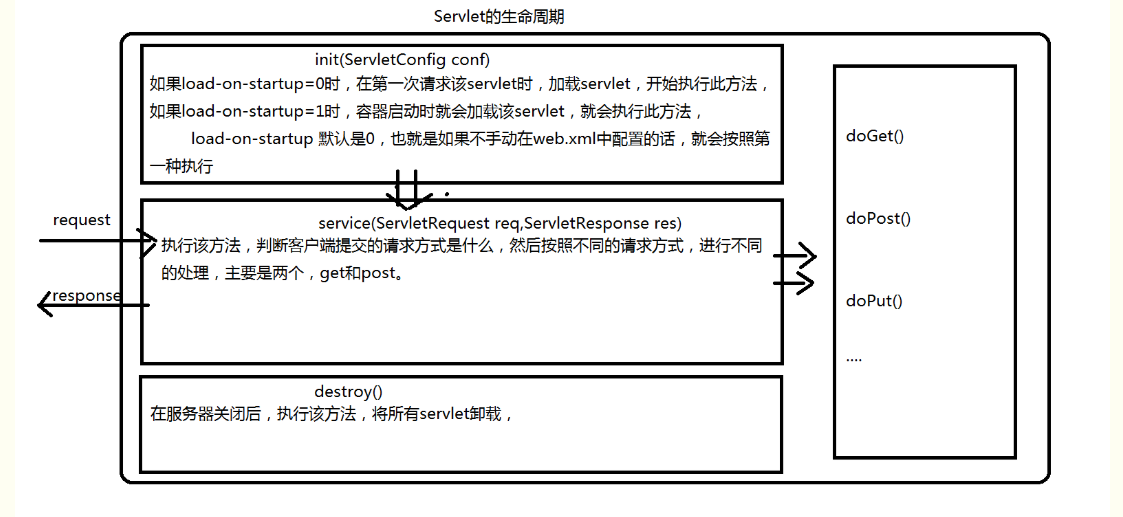 Servlet的生命周期
init(ServletConfig conf)
如果load-on-startup=0时，在第一次请求该servlet时，加载servlet，开始执行此方法，
如果load-on-startup=1时，容器启动时就会加载该servlet，就会执行此方法，
load-on-startup 默认是0，也就是如果不手动在web.xml中配置的话，就会按照第
一种执行
request
service(ServletRequest req,ServletResponse res)
执行该方法，判断客户端提交的请求方式是什么，然后按照不同的请求方式，进行不同
的处理，主要是两个，get和post。
response
destroy()
在服务器关闭后，执行该方法，将所有servlet卸载，
doGet()
doPost()
doPut()
....